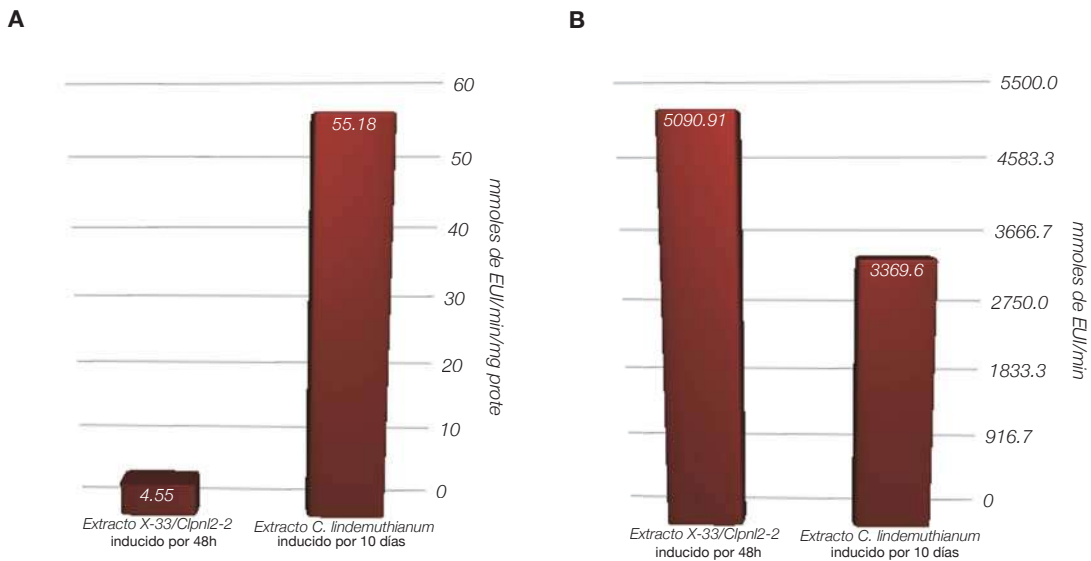 A
60
55.18
50
40
30
20
10
4.55
0
mmoles de EUI/min/mg prote
Extracto X-33/Clpnl2-2
inducido por 48h
Extracto C. lindemuthianum
inducido por 10 días
B
5500.0
5090.91
4583.3
3666.7
3369.6
2750.0
1833.3
916.7
0
mmoles de EUI/min
Extracto X-33/Clpnl2-2
inducido por 48h
Extracto C. lindemuthianum
inducido por 10 días